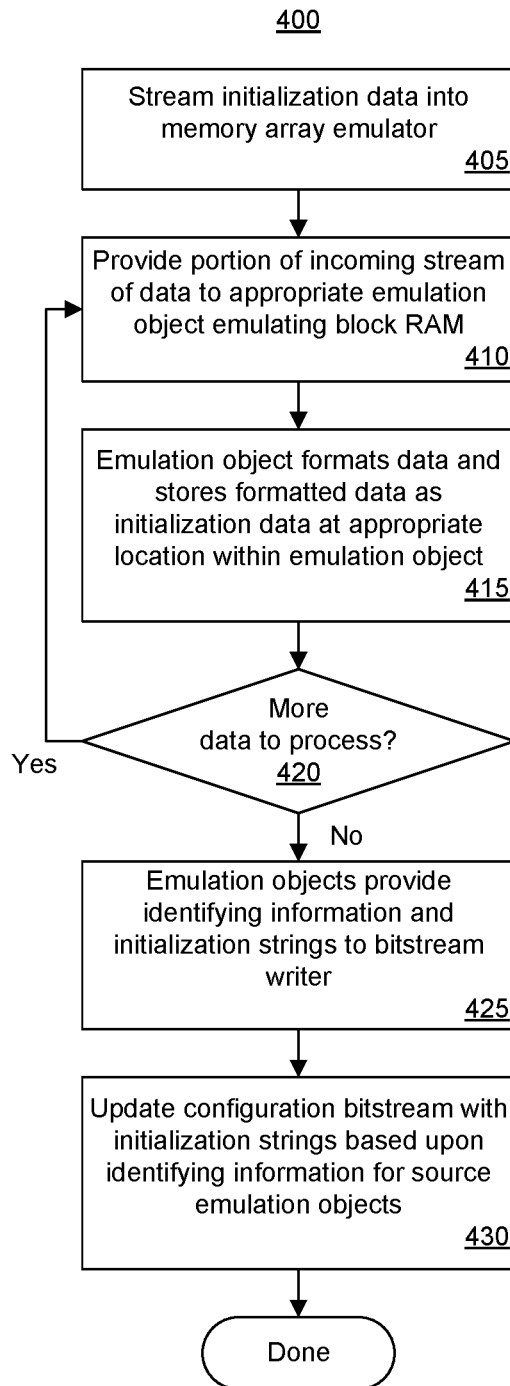 400
Stream initialization data into
memory array emulator
405
Provide portion of incoming stream
of data to appropriate emulation
object emulating block RAM
410
Emulation object formats data and
stores formatted data as
initialization data at appropriate
location within emulation object
415
More
data to process?
420
Yes
No
Emulation objects provide
identifying information and
initialization strings to bitstream
writer
425
Update configuration bitstream with
initialization strings based upon
identifying information for source
emulation objects
430
Done